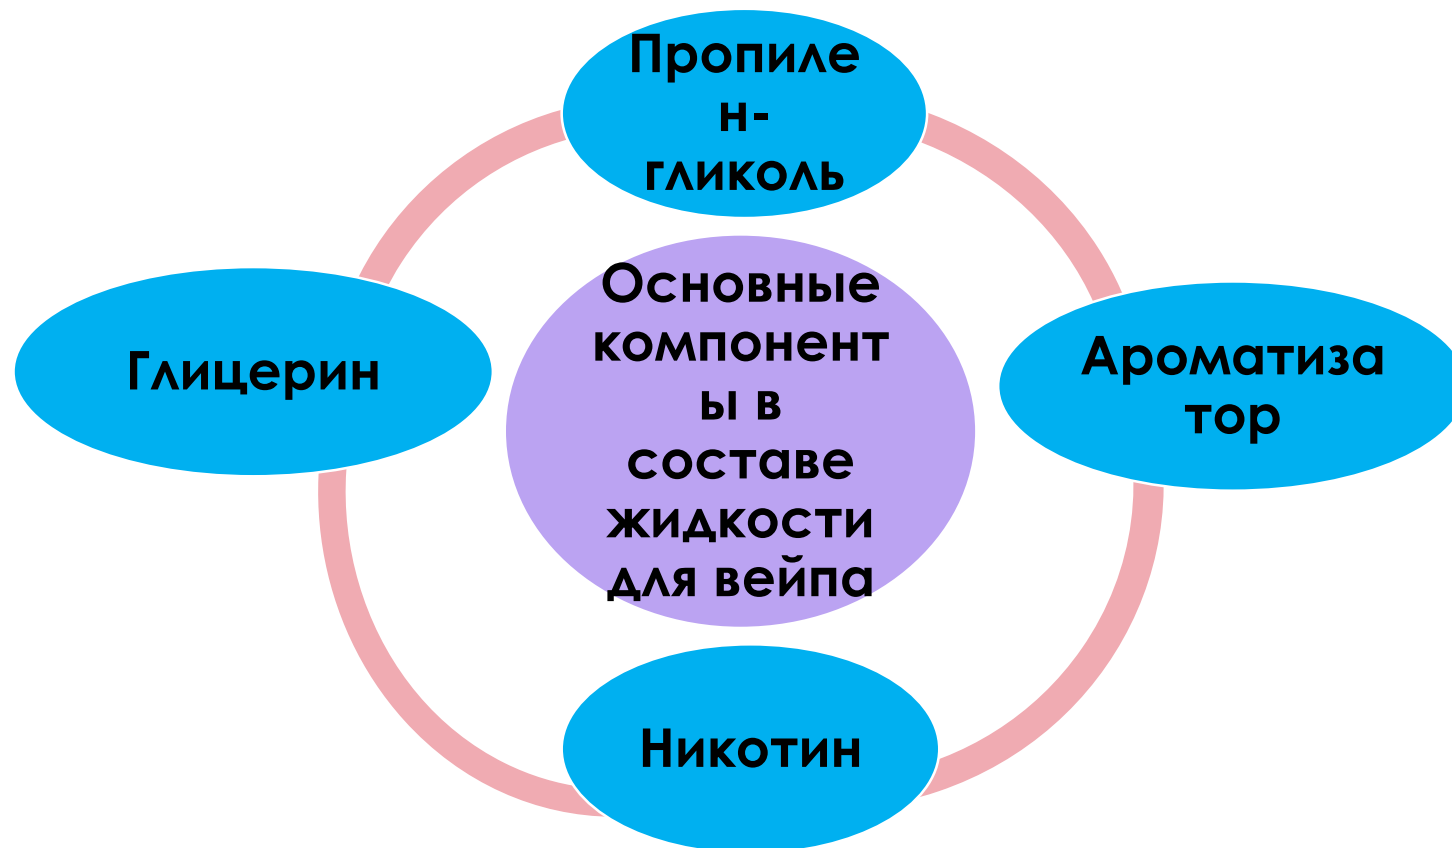 Пропиле
н-
гликоль
Основные
компонент
ы в
составе
жидкости
для вейпа
Глицерин
Ароматиза
тор
Никотин